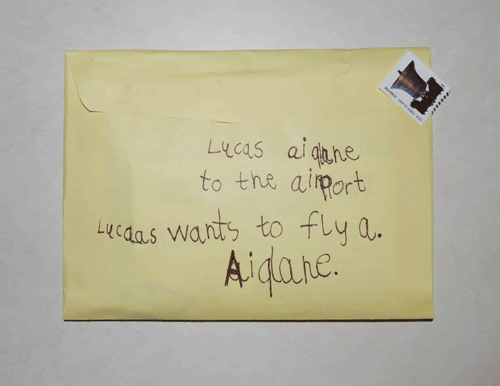 Lucas aiqlane
to the airport
Lucaas wants to fly a.
Aiqlane.